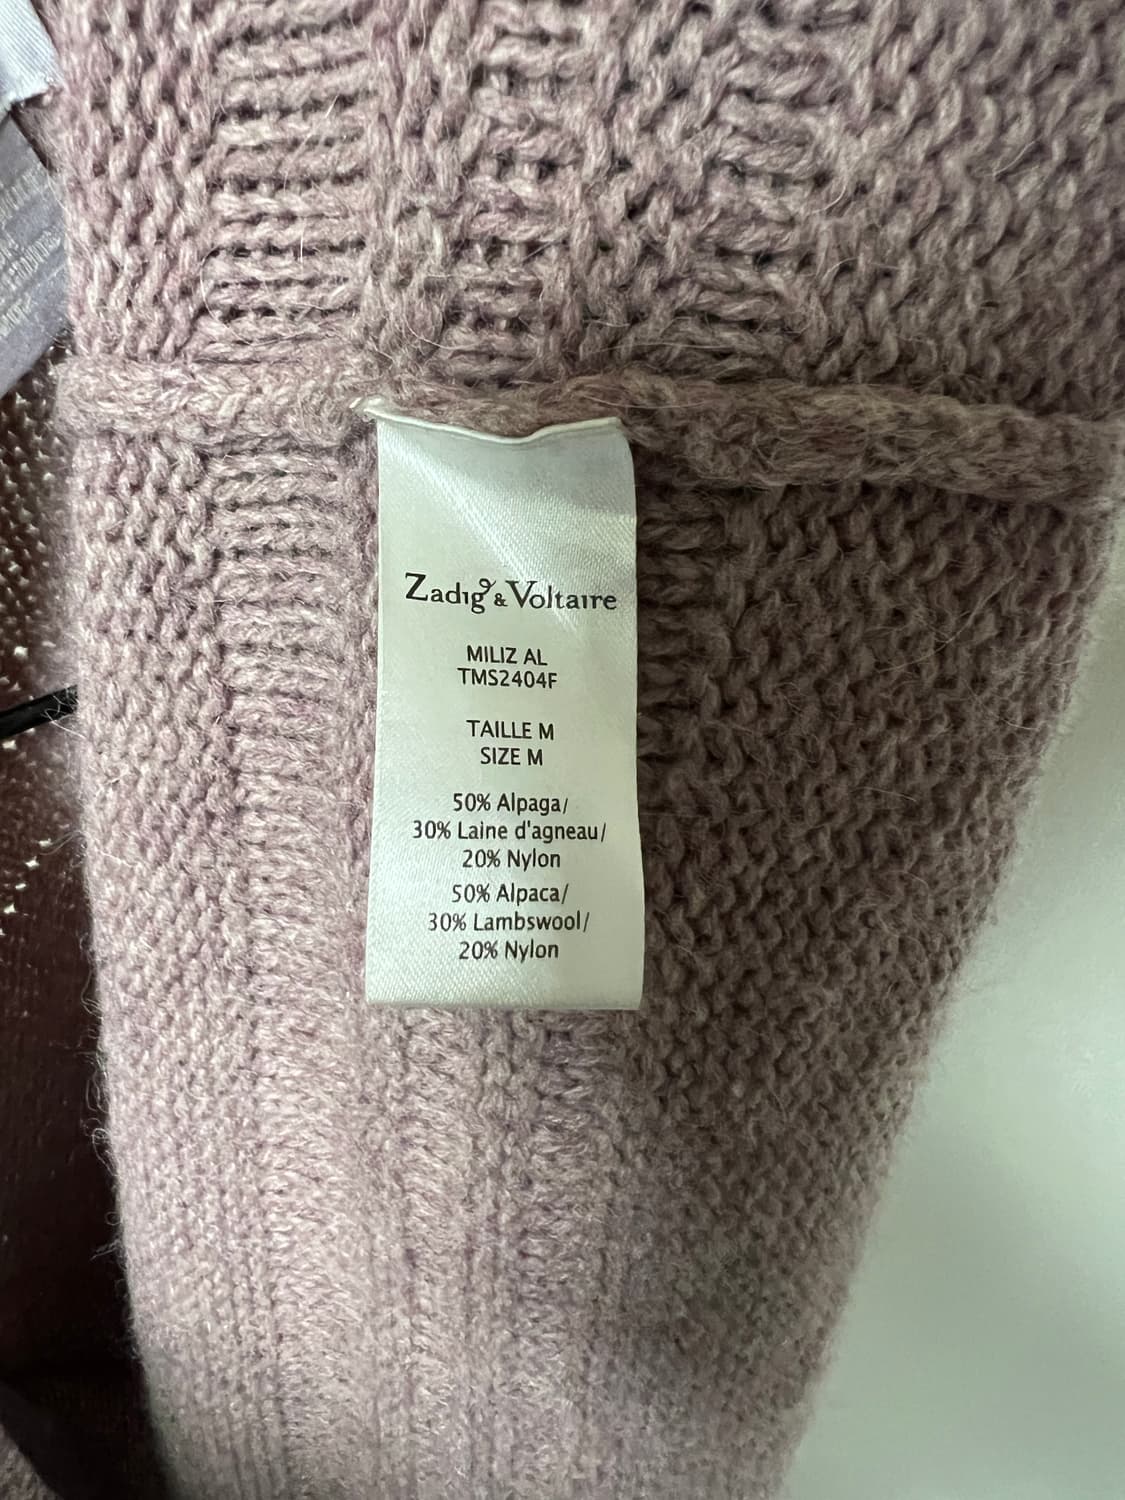 Zadig & Voltaire
MILIZ AL
TMS2404F
TAILLE M
SIZE M
50% Alpaga/
30% Laine d'agneau/
20% Nylon
50% Alpaca/
30% Lambswool/
20% Nylon